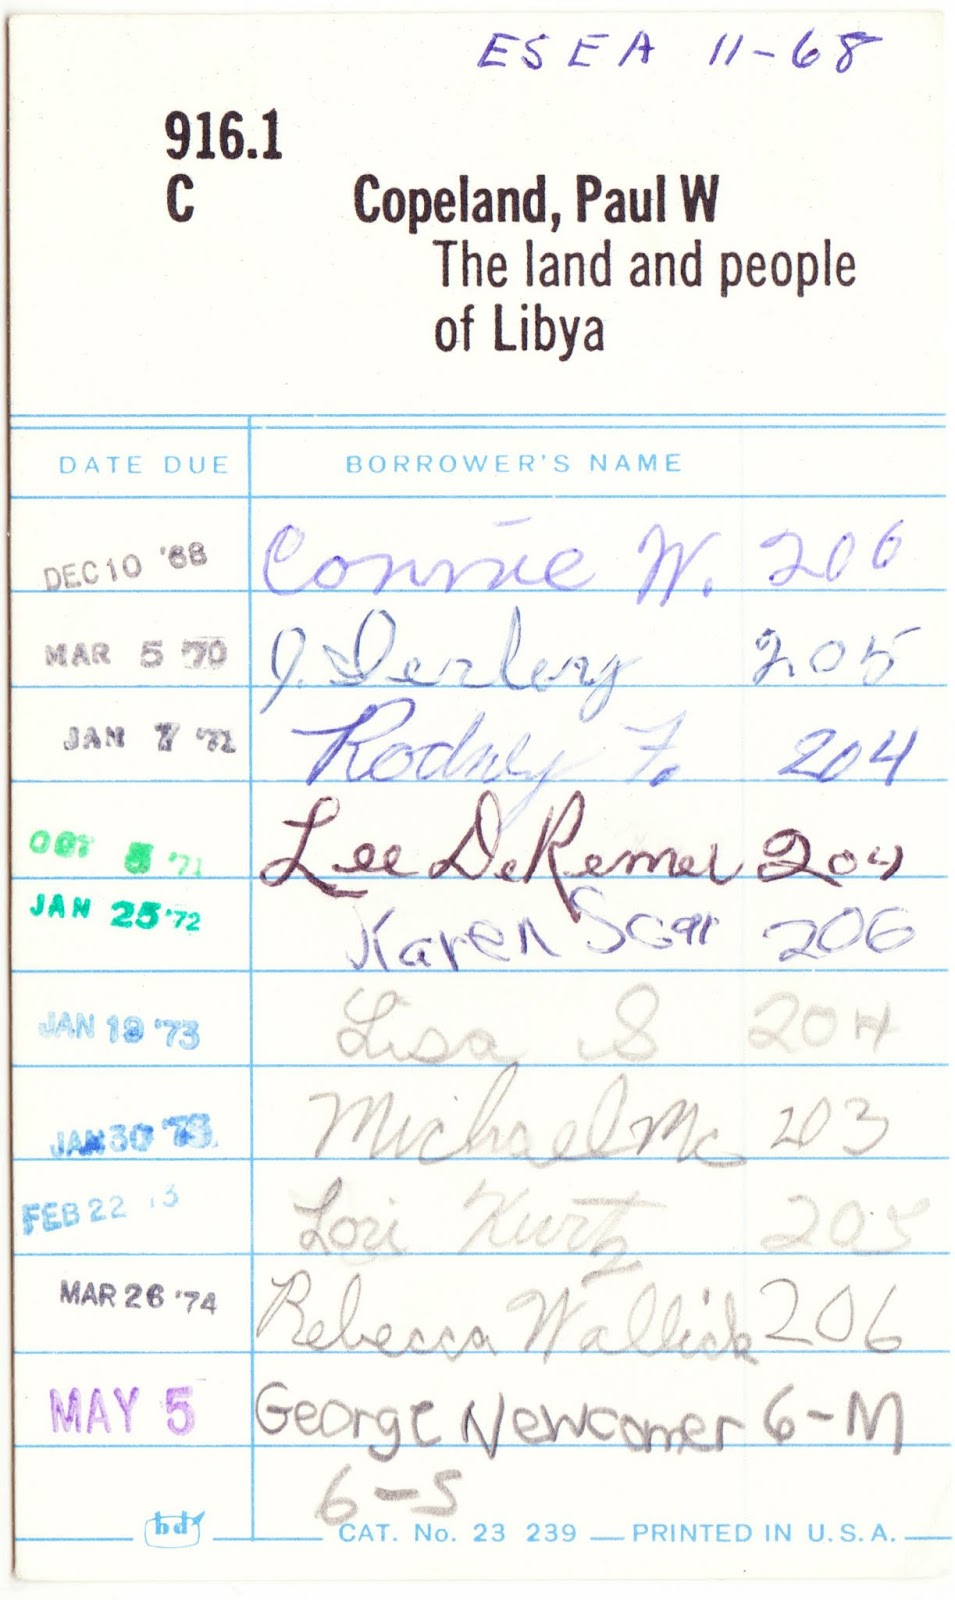 ESEA 11-68
916.1
C Copeland, Paul W
The land and people
of Libya
DATE DUE BORROWER'S NAME
DEC 10 '68 Connie W. 206
MAR 5 '70 J. 205
JAN 7 '71 Rodney F. 204
OCT 5 '71 Lee DeRemer 204
JAN 25 '72 Karen 206
JAN 19 '73 Lisa S 204
JAN 30 '73 Michael Mc 203
FEB 22 '3 Lori Kurtz 205
MAR 26 '74 Rebecca Wallick 206
MAY 5 George Newcomer 6-M
6-S
bd CAT. No. 23 239 — PRINTED IN U.S.A.